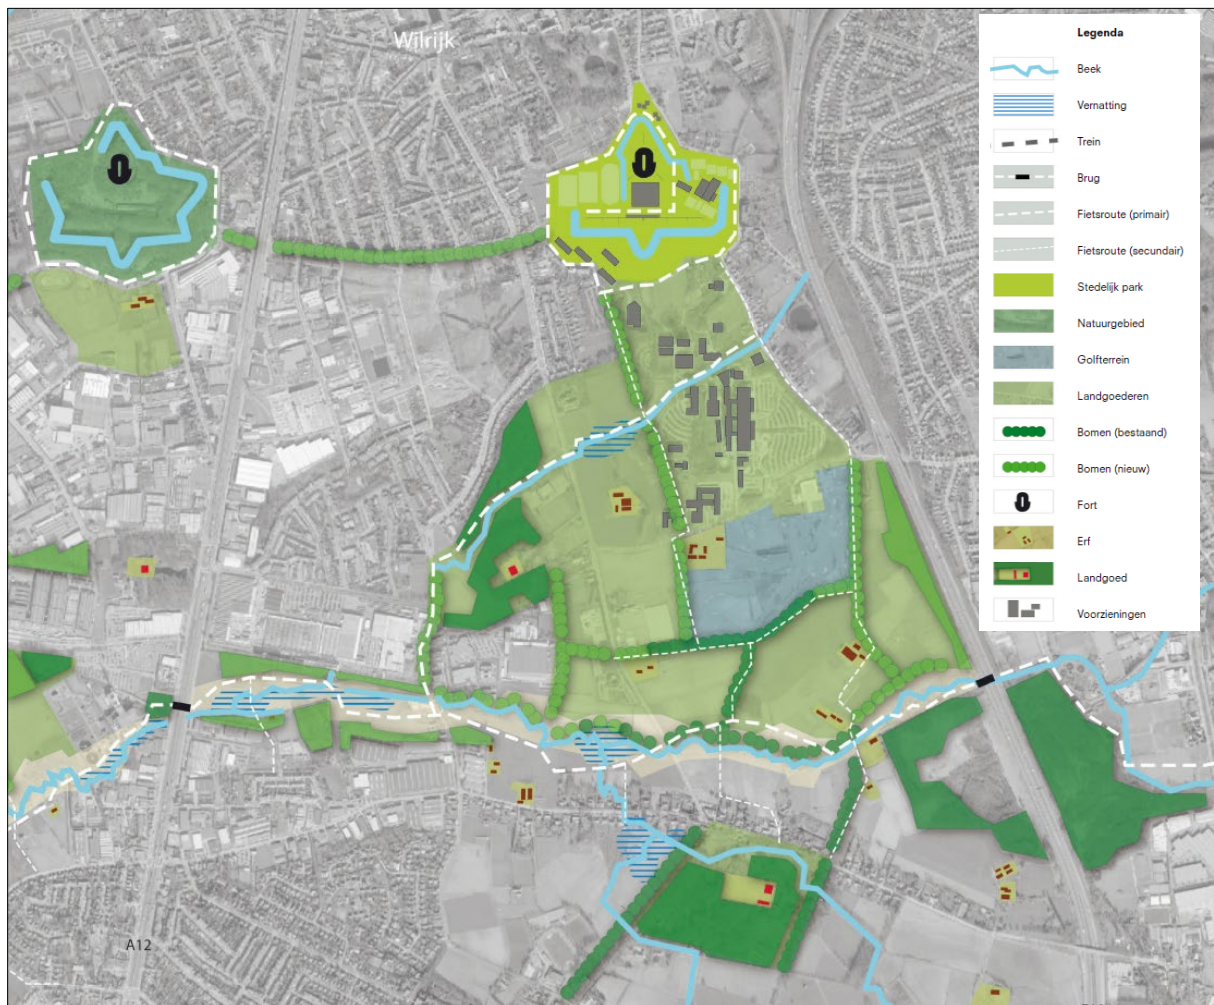 Wilrijk
Legenda
Beek
Vernatting
Trein
Brug
Fietsroute (primair)
Fietsroute (secundair)
Stedelijk park
Natuurgebied
Golfterrein
Landgoederen
Bomen (bestaand)
Bomen (nieuw)
Fort
Erf
Landgoed
Voorzieningen
A12